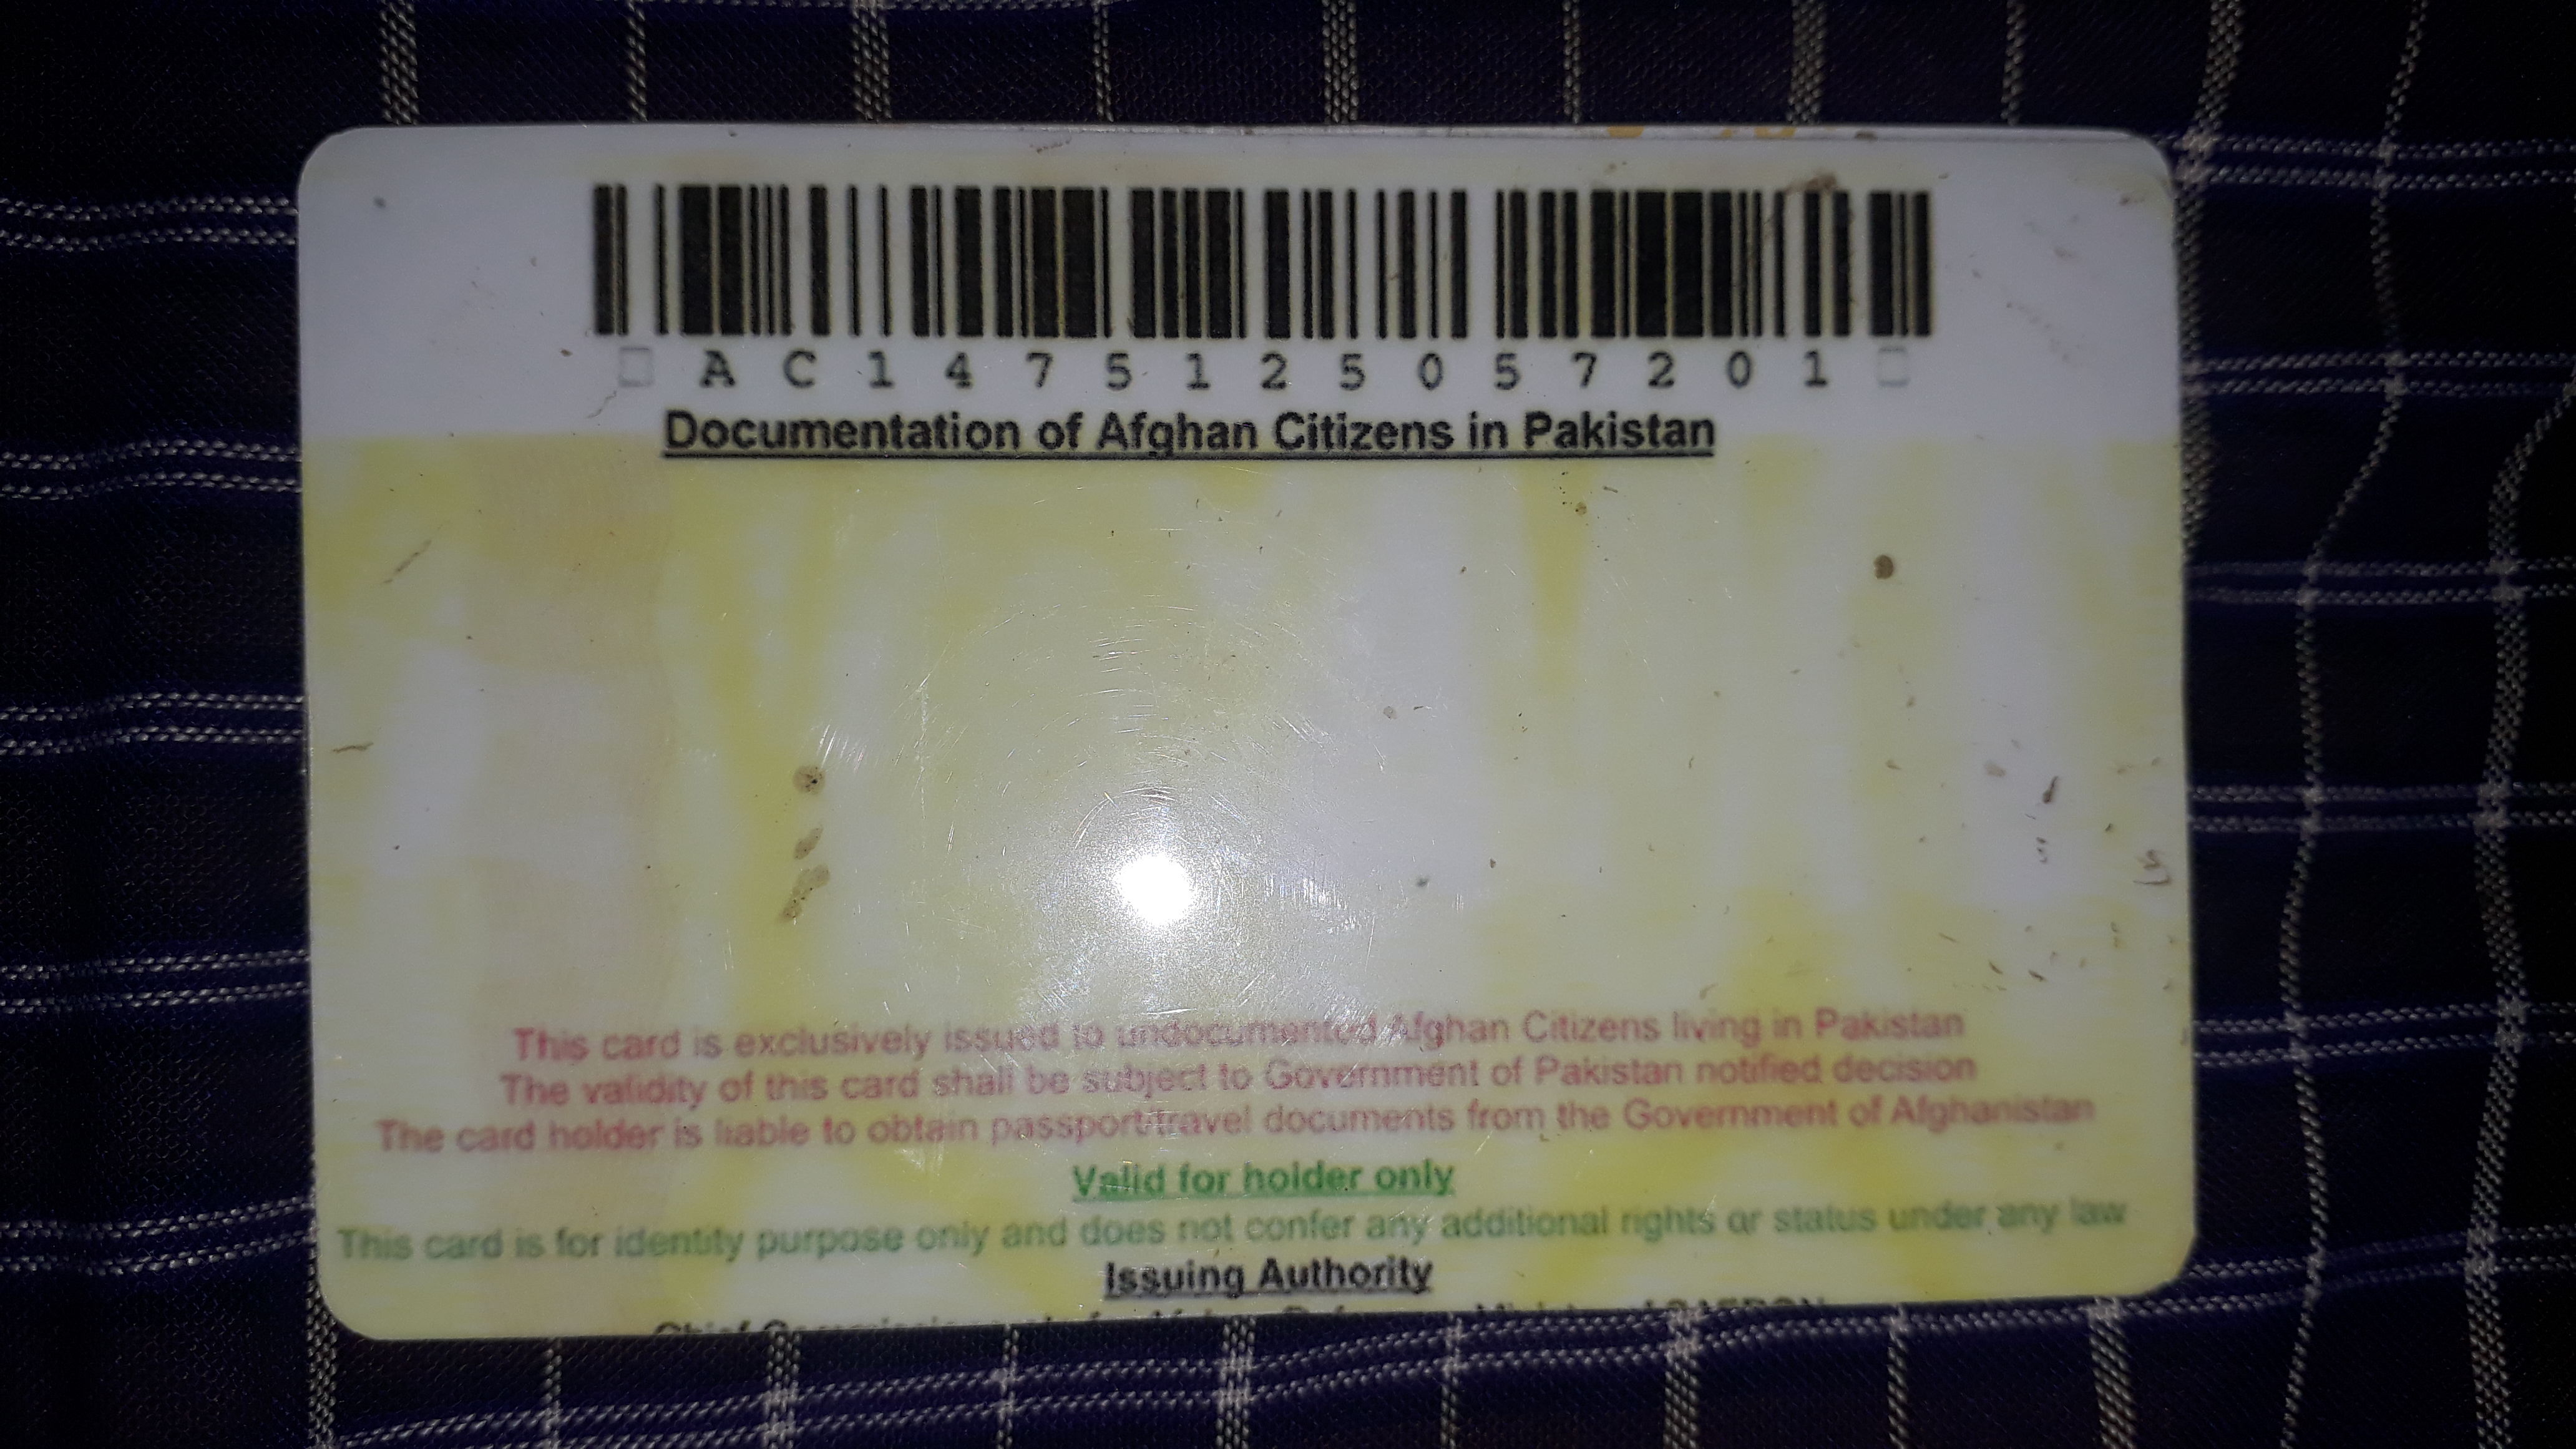 AC1475125057201
Documentation of Afghan Citizens in Pakistan
This card is exclusively issued to undocumented Afghan Citizens living in Pakistan
The validity of this card shall be subject to Government of Pakistan notified decision
The card holder is liable to obtain passport/travel documents from the Government of Afghanistan
Valid for holder only
This card is for identity purpose only and does not confer any additional rights or status under any law
Issuing Authority
Chief